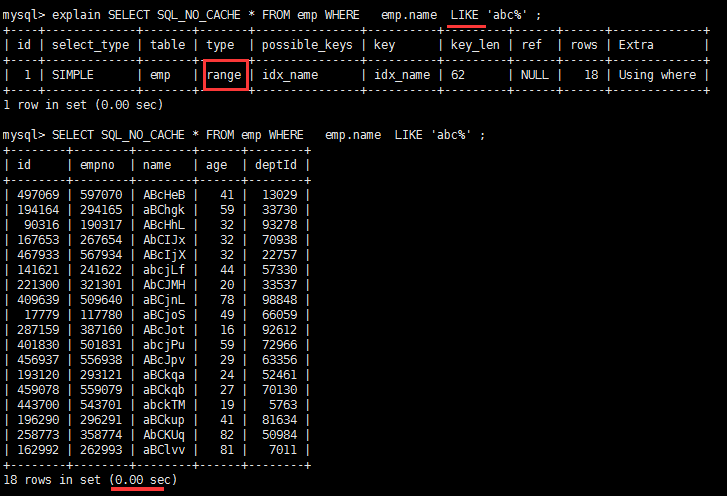 mysql> explain SELECT SQL_NO_CACHE * FROM emp WHERE   emp.name  LIKE 'abc%' ;
+----+-------------+-------+-------+---------------+----------+---------+------+------+-------------+
| id | select_type | table | type  | possible_keys | key      | key_len | ref  | rows | Extra       |
+----+-------------+-------+-------+---------------+----------+---------+------+------+-------------+
|  1 | SIMPLE      | emp   | range | idx_name      | idx_name | 62      | NULL |   18 | Using where |
+----+-------------+-------+-------+---------------+----------+---------+------+------+-------------+
1 row in set (0.00 sec)
mysql> SELECT SQL_NO_CACHE * FROM emp WHERE   emp.name  LIKE 'abc%' ;
+--------+--------+--------+------+--------+
| id     | empno  | name   | age  | deptId |
+--------+--------+--------+------+--------+
| 497069 | 597070 | ABcHeB |   41 |  13029 |
| 194164 | 294165 | aBChgk |   59 |  33730 |
|  90316 | 190317 | ABcHhL |   32 |  93278 |
| 167653 | 267654 | AbCIJx |   32 |  70938 |
| 467933 | 567934 | ABcIjX |   32 |  22757 |
| 141621 | 241622 | abcjLf |   44 |  57330 |
| 221300 | 321301 | AbCJMH |   20 |  33537 |
| 409639 | 509640 | aBCjnL |   78 |  98848 |
|  17779 | 117780 | aBCjoS |   49 |  66059 |
| 287159 | 387160 | ABcJot |   16 |  92612 |
| 401830 | 501831 | abcjPu |   59 |  72966 |
| 456937 | 556938 | ABcJpv |   29 |  63356 |
| 193120 | 293121 | aBCkqa |   24 |  52461 |
| 459078 | 559079 | aBCkqb |   27 |  70130 |
| 443700 | 543701 | abckTM |   19 |   5763 |
| 196290 | 296291 | aBCkup |   41 |  81634 |
| 258773 | 358774 | AbCKUq |   82 |  50984 |
| 162992 | 262993 | aBClvv |   81 |   7011 |
+--------+--------+--------+------+--------+
18 rows in set (0.00 sec)